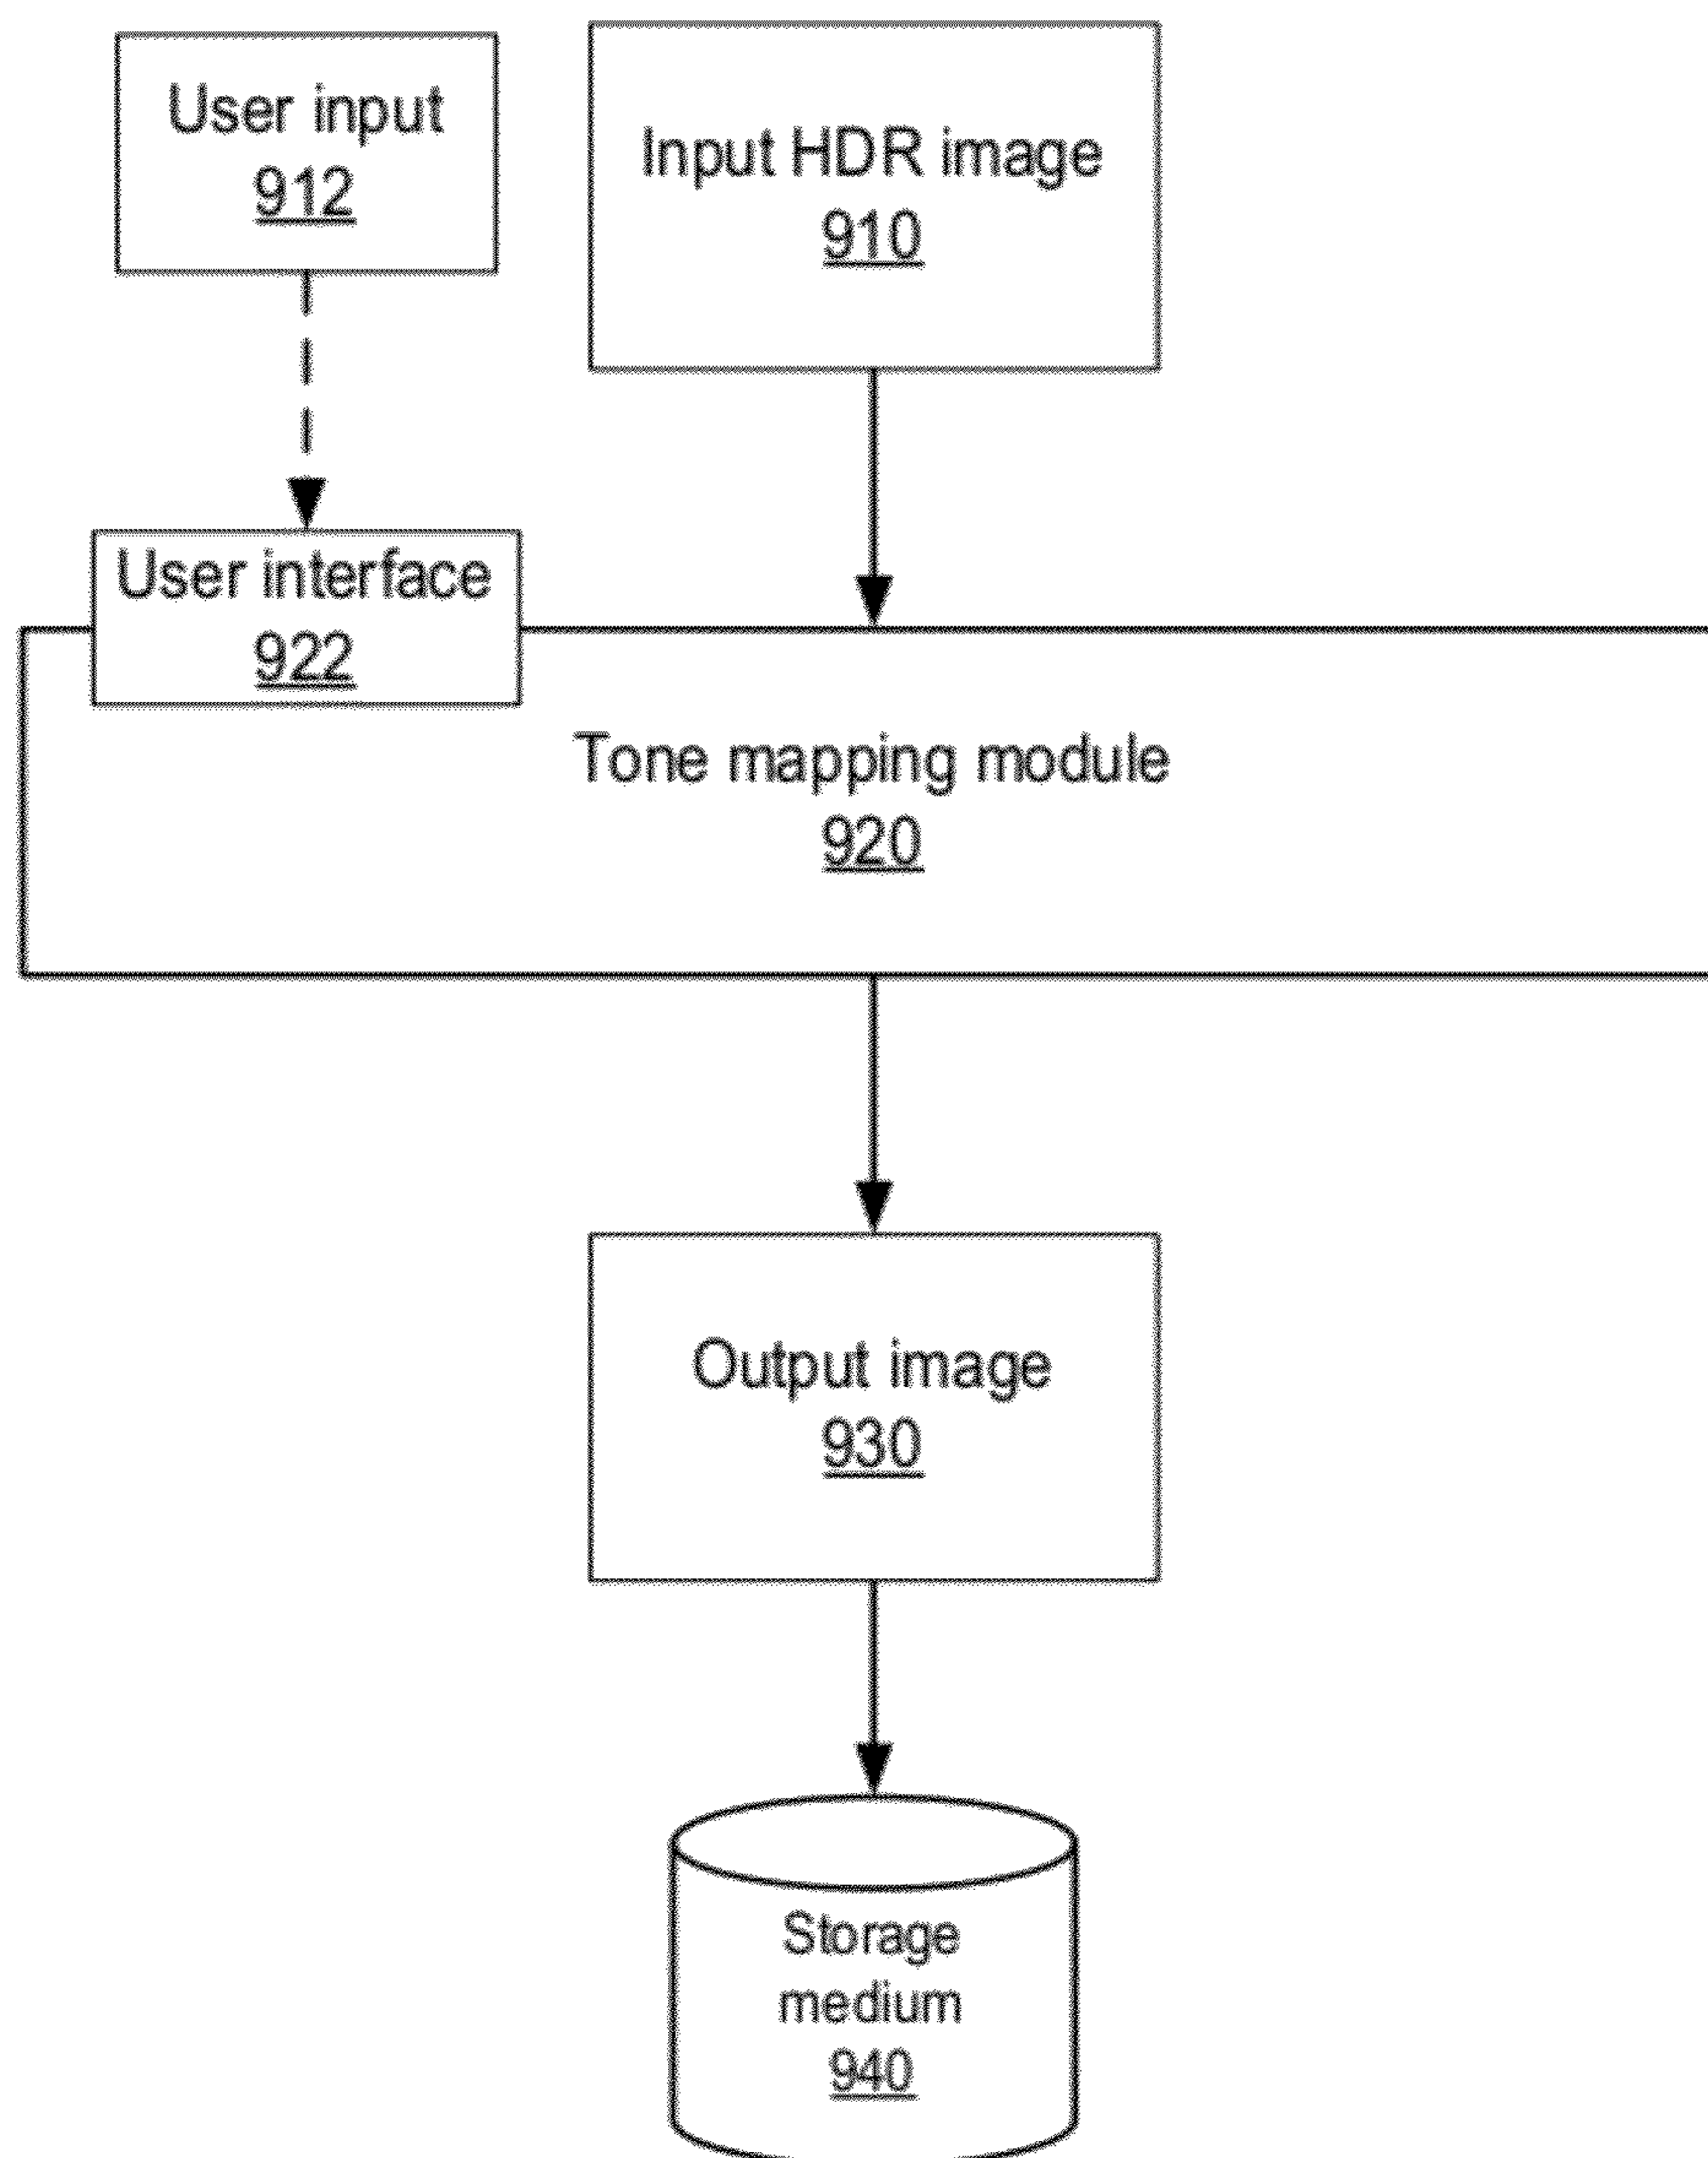 User input
912
Input HDR image
910
User interface
922
Tone mapping module
920
Output image
930
Storage
medium
940